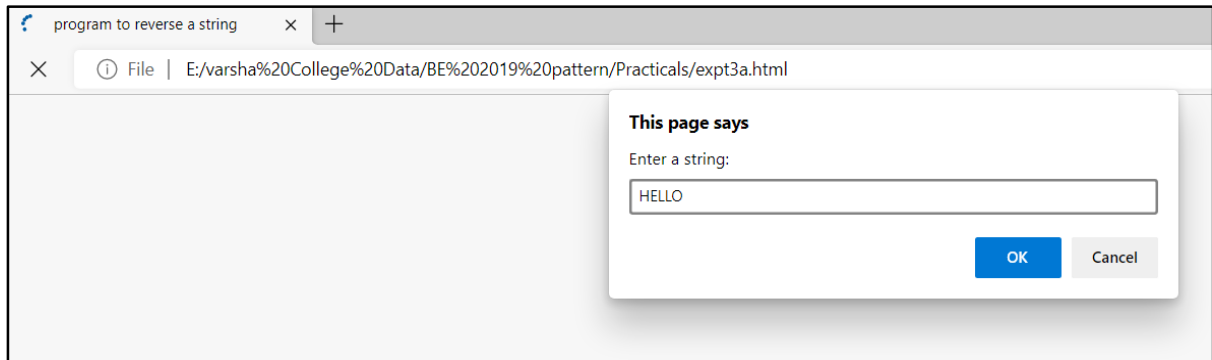 program to reverse a string
File | E:/varsha%20College%20Data/BE%202019%20pattern/Practicals/expt3a.html
This page says
Enter a string:
HELLO
OK Cancel